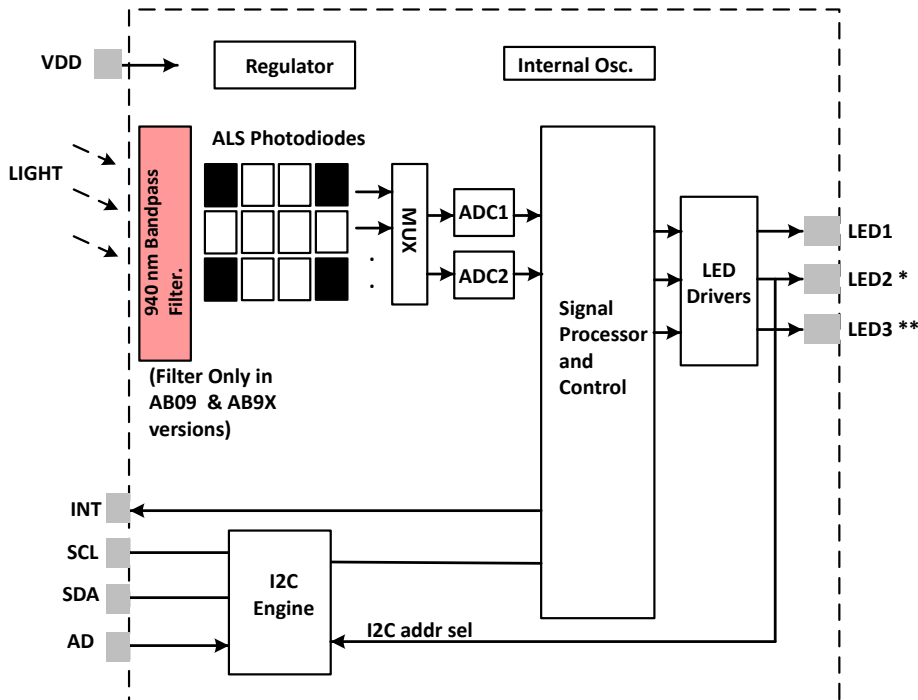 VDD
Regulator
Internal Osc.
LIGHT
940 nm Bandpass
Filter.
ALS Photodiodes
MUX
ADC1
ADC2
Signal
Processor
and
Control
LED
Drivers
LED1
LED2 *
LED3 **
(Filter Only in
AB09 & AB9X
versions)
INT
SCL
SDA
AD
I2C
Engine
I2C addr sel